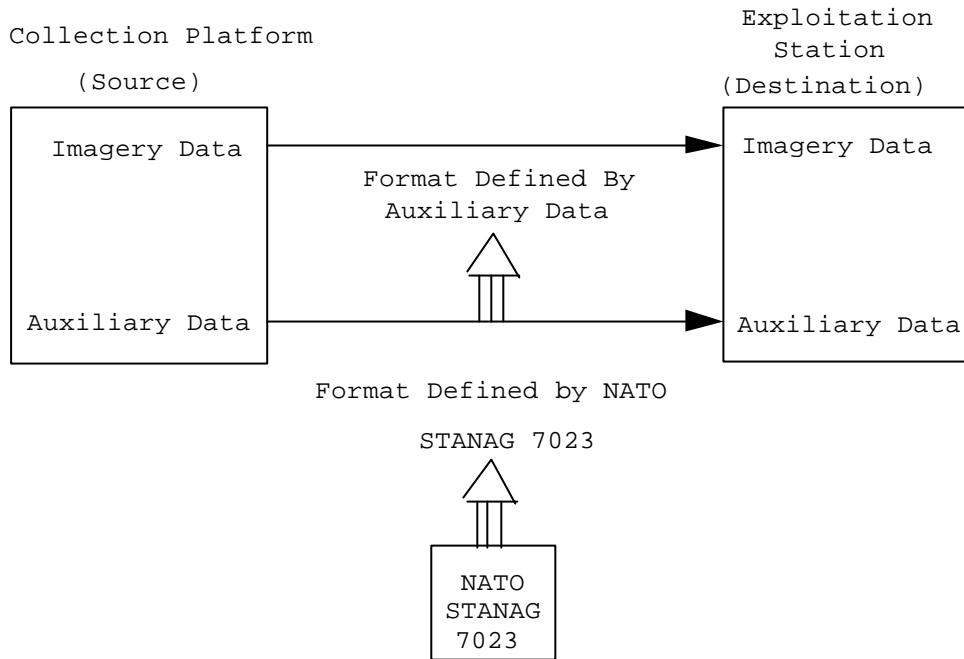 Collection Platform
(Source)
Exploitation
Station
(Destination)
Imagery Data
Imagery Data
Format Defined By
Auxiliary Data
Auxiliary Data
Auxiliary Data
Format Defined by NATO
STANAG 7023
NATO
STANAG
7023